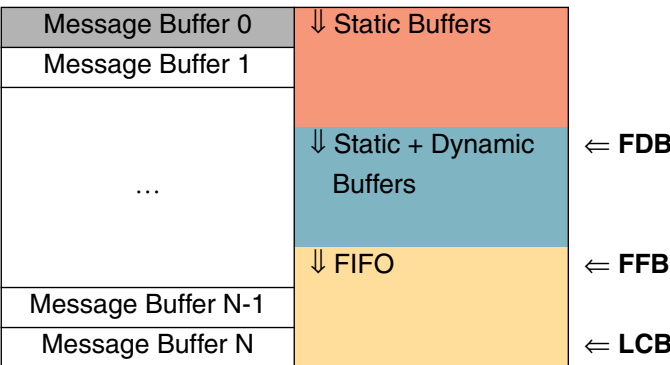 Message Buffer 0 ⇓ Static Buffers
Message Buffer 1
⇓ Static + Dynamic ⇐ FDB
… Buffers
⇓ FIFO ⇐ FFB
Message Buffer N-1
Message Buffer N ⇐ LCB